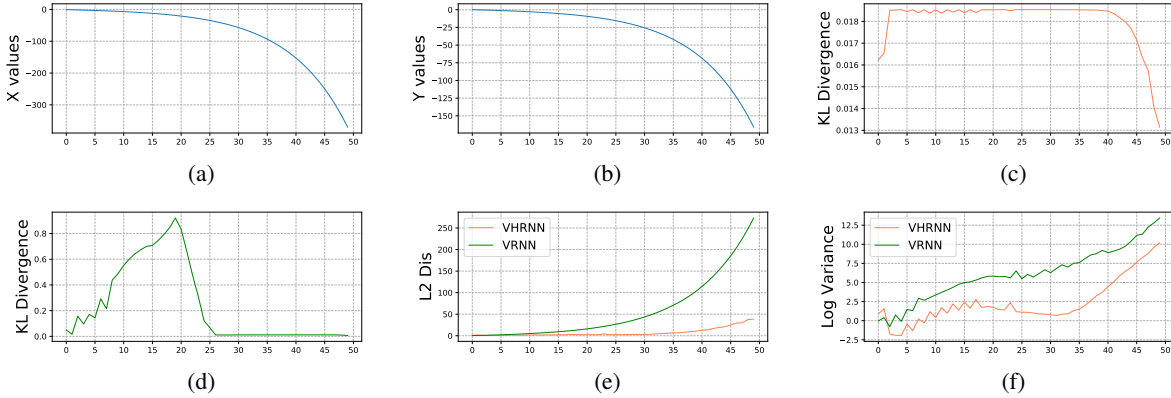 X values
0
−100
−200
−300
0 5 10 15 20 25 30 35 40 45 50
(a)
Y values
0
−25
−50
−75
−100
−125
−150
0 5 10 15 20 25 30 35 40 45 50
(b)
KL Divergence
0.018
0.017
0.016
0.015
0.014
0.013
0 5 10 15 20 25 30 35 40 45 50
(c)
KL Divergence
0.8
0.6
0.4
0.2
0.0
0 5 10 15 20 25 30 35 40 45 50
(d)
L2 Dis
250
200
150
100
50
0
VHRNN
VRNN
0 5 10 15 20 25 30 35 40 45 50
(e)
Log Variance
12.5
10.0
7.5
5.0
2.5
0.0
−2.5
VHRNN
VRNN
0 5 10 15 20 25 30 35 40 45 50
(f)